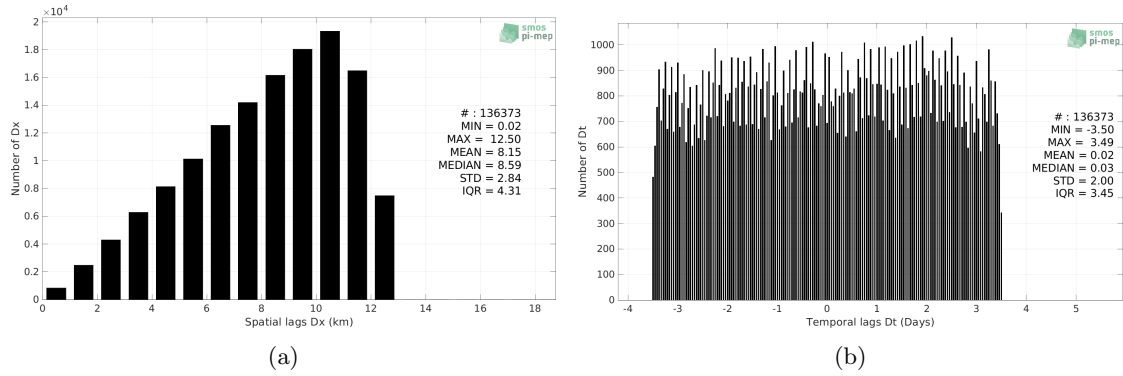 ×10⁴
2
1.8
1.6
1.4
1.2
1
0.8
0.6
0.4
0.2
0
Number of Dx
0 2 4 6 8 10 12 14 16 18
Spatial lags Dx (km)
smos
pi-mep
# : 136373
MIN = 0.02
MAX = 12.50
MEAN = 8.15
MEDIAN = 8.59
STD = 2.84
IQR = 4.31
(a)
1000
900
800
700
600
500
400
300
200
100
0
Number of Dt
-4 -3 -2 -1 0 1 2 3 4 5
Temporal lags Dt (Days)
smos
pi-mep
# : 136373
MIN = -3.50
MAX = 3.49
MEAN = 0.02
MEDIAN = 0.03
STD = 2.00
IQR = 3.45
(b)